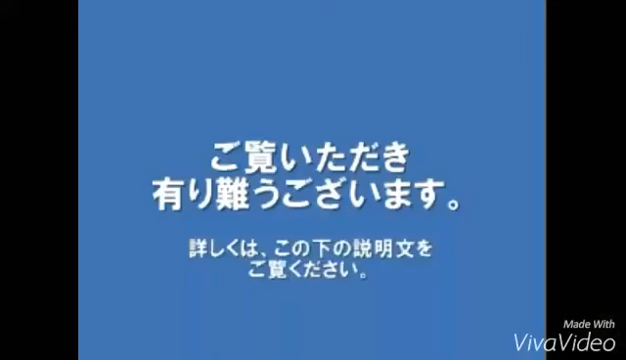 ご覧いただき
有り難うございます。
詳しくは、この下の説明文を
ご覧ください。
Made With
VivaVideo